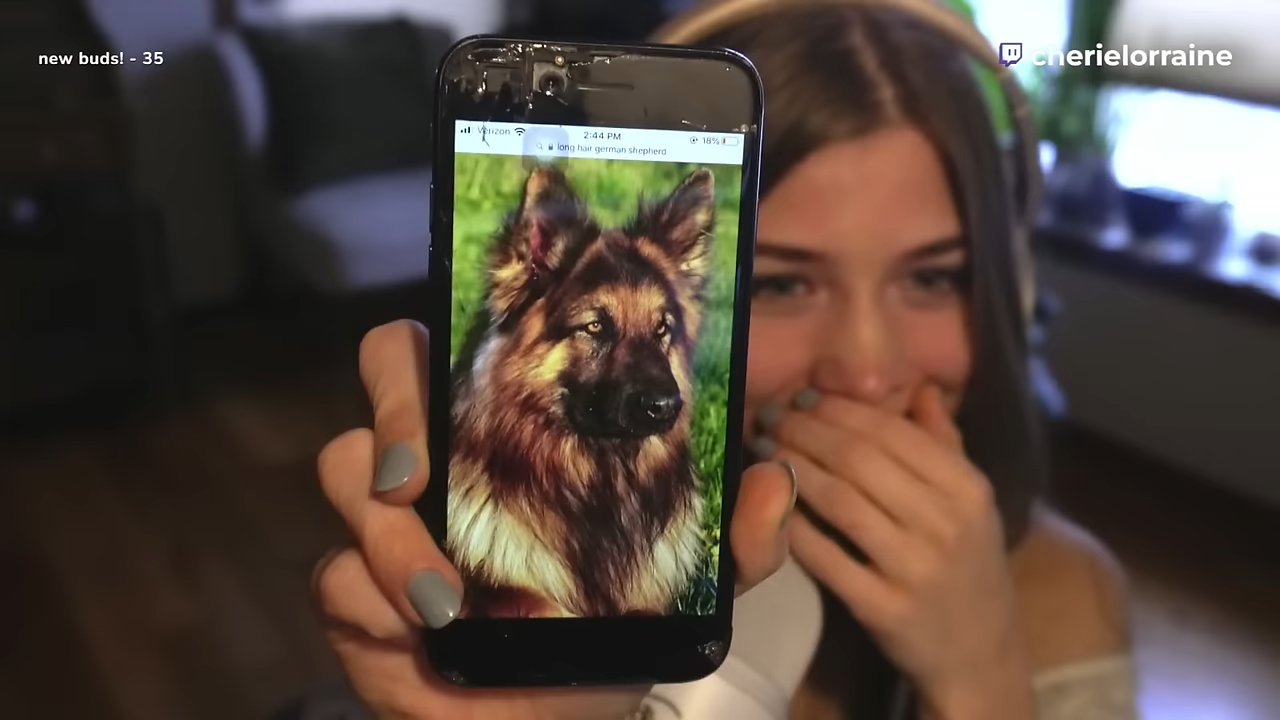 new buds! - 35
cherielorraine
verizon 2:44 PM 18%
long hair german shepherd